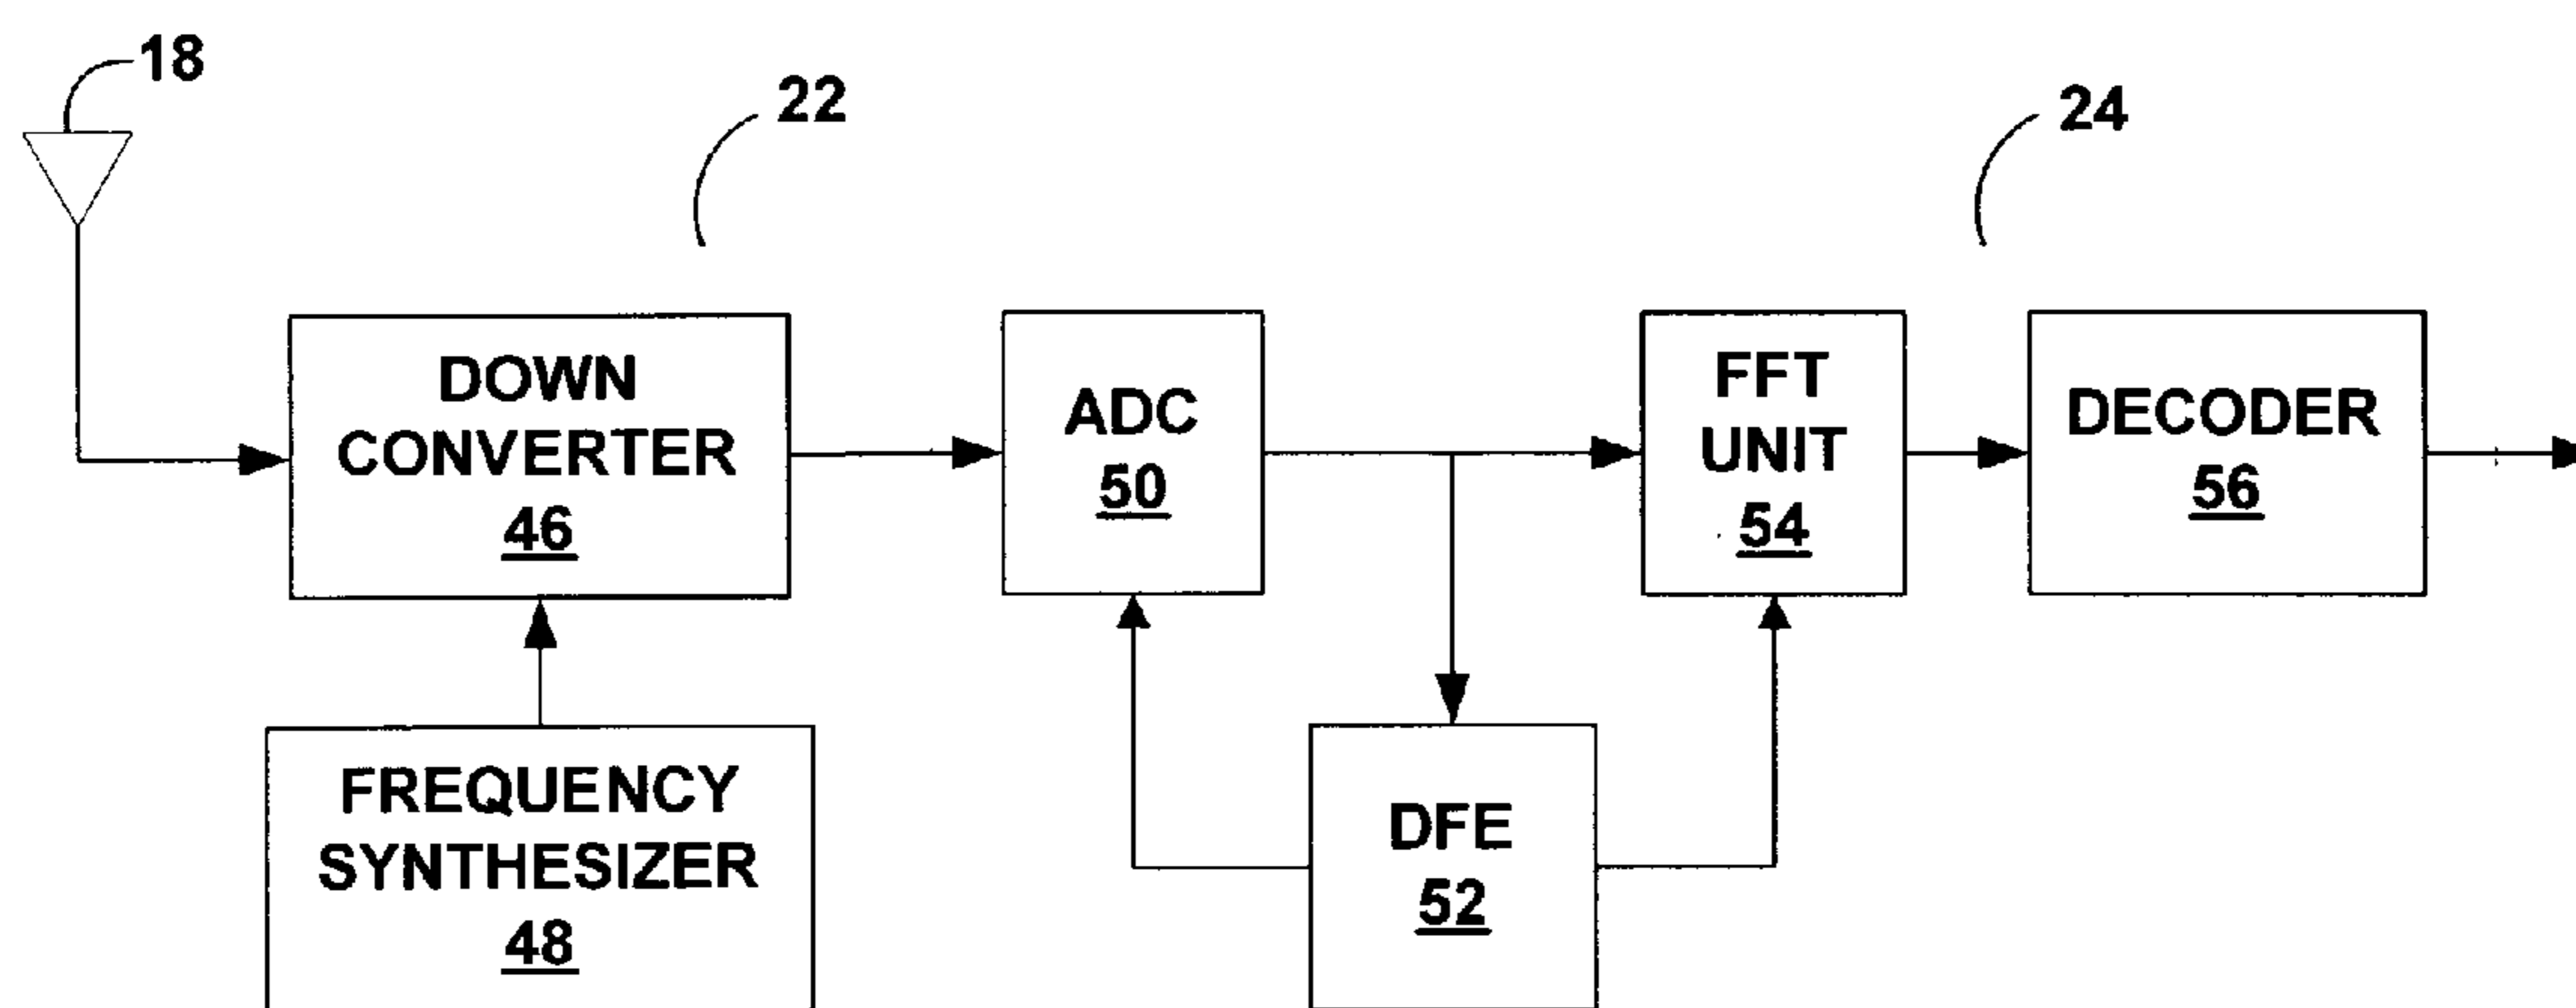 18
22
24
DOWN
CONVERTER
46
ADC
50
FFT
UNIT
54
DECODER
56
FREQUENCY
SYNTHESIZER
48
DFE
52